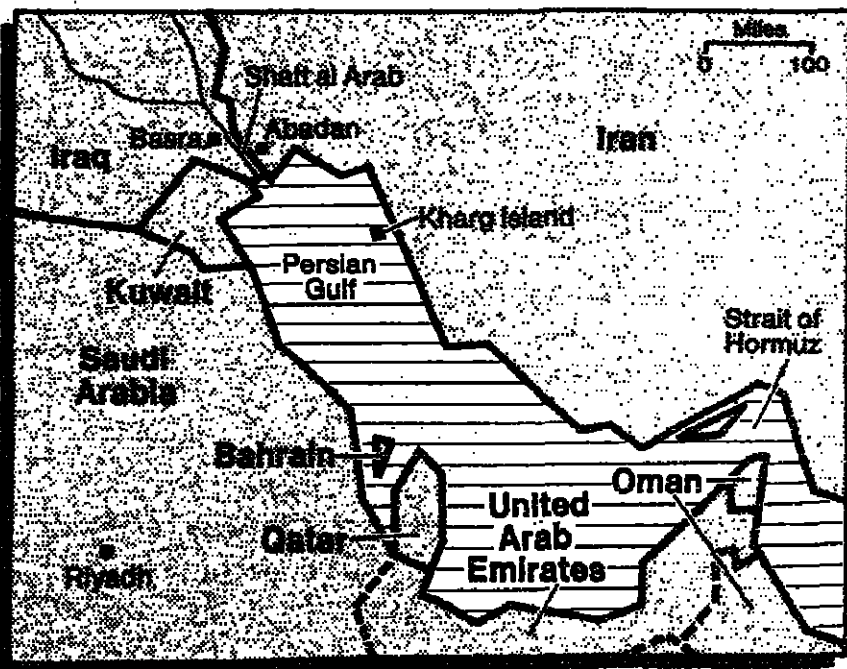 Miles
0 100
Shatt al Arab
Basra
Abadan
Iraq
Iran
Kharg Island
Persian
Gulf
Kuwait
Strait of
Hormuz
Saudi
Arabia
Bahrain
Oman
United
Arab
Emirates
Qatar
Riyadh